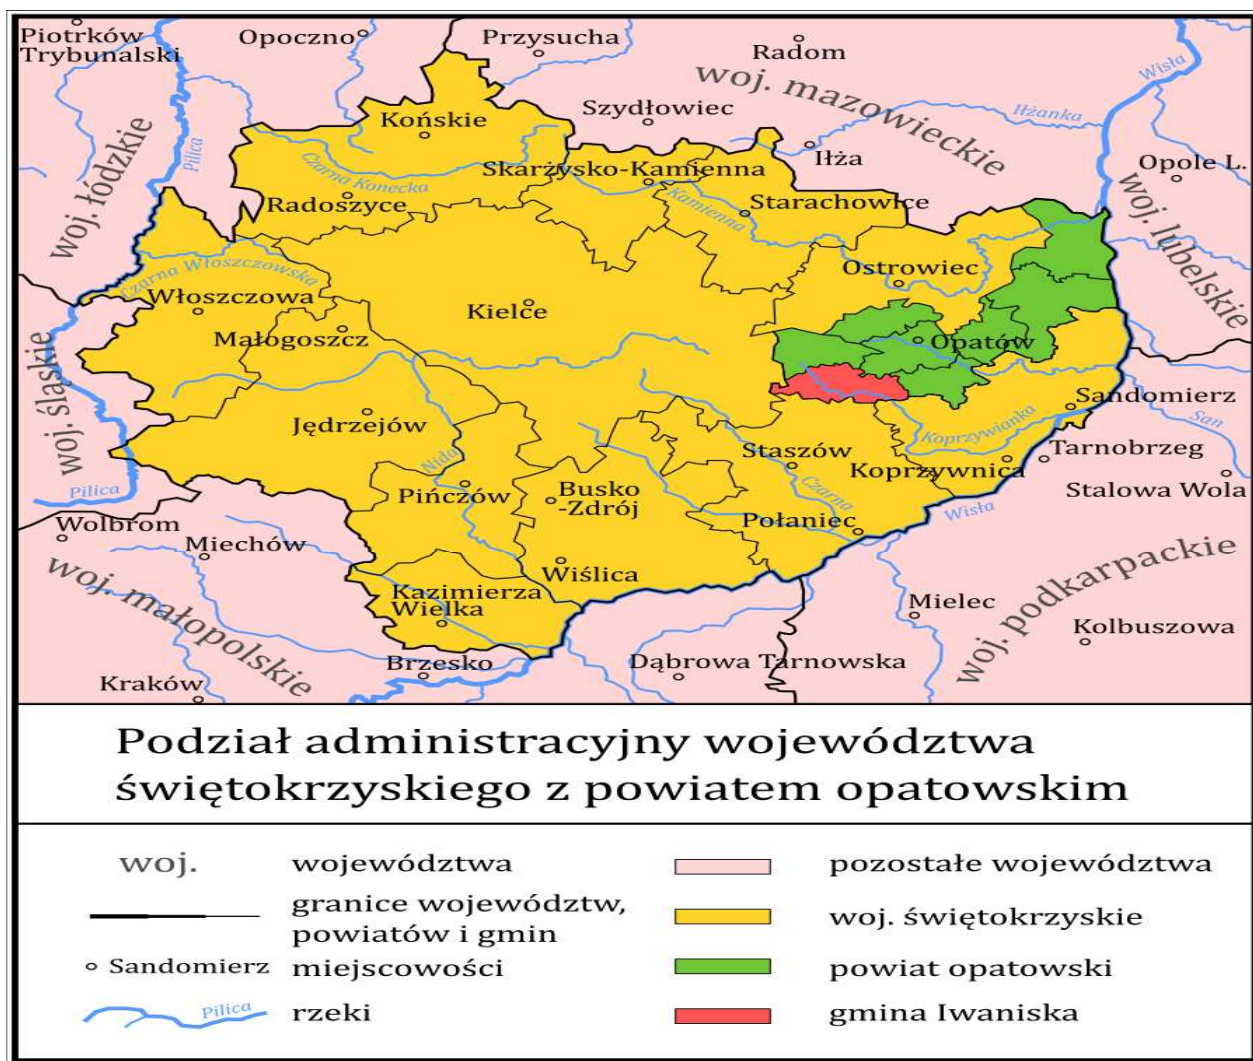 Piotrków
Trybunalski
Opoczno
Przysucha
Radom
Wisła
woj. mazowieckie
Szydłowiec
Iłżanka
Końskie
Iłża
Opole L.
woj. łódzkie
Pilica
Czarna Konecka
Skarżysko-Kamienna
Radoszyce
Kamienna
Starachowice
woj. lubelskie
Czarna Włoszczowska
Ostrowiec
Włoszczowa
Kielce
Małogoszcz
Opatów
woj. śląskie
Sandomierz
Jędrzejów
Koprzywianka
San
Nida
Staszów
Tarnobrzeg
Koprzywnica
Pilica
Pińczów
Busko
-Zdrój
Czarna
Stalowa Wola
Wolbrom
Połaniec
Wisła
Miechów
woj. małopolskie
Wiślica
woj. podkarpackie
Kazimierza
Wielka
Mielec
Kolbuszowa
Brzesko
Dąbrowa Tarnowska
Kraków
Podział administracyjny województwa
świętokrzyskiego z powiatem opatowskim
woj. województwa
granice województw,
powiatów i gmin
Sandomierz miejscowości
Pilica rzeki
pozostałe województwa
woj. świętokrzyskie
powiat opatowski
gmina Iwaniska